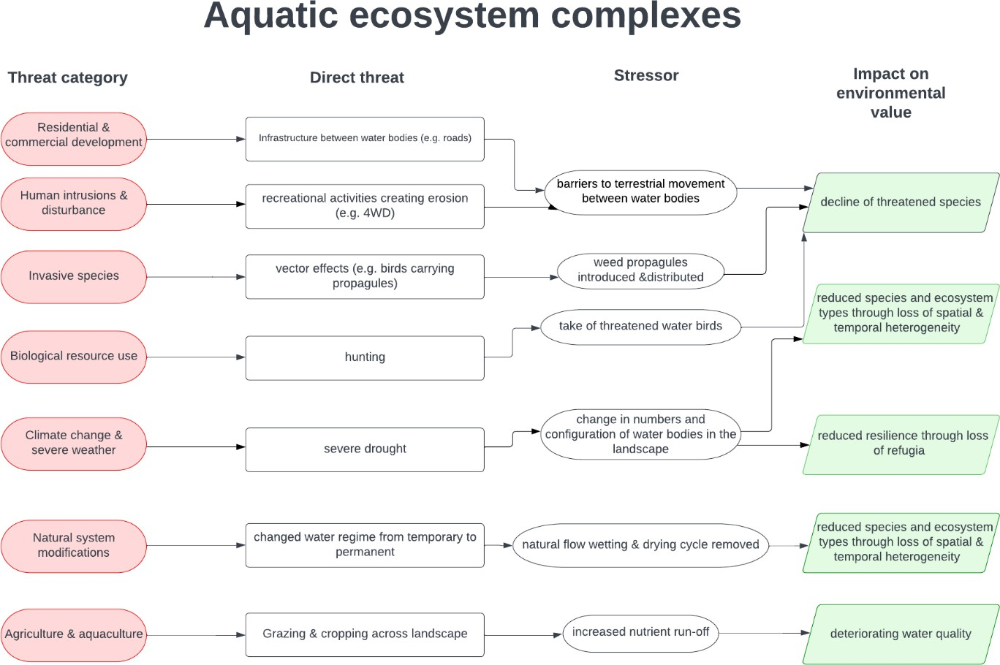 Aquatic ecosystem complexes
Threat category
Direct threat
Stressor
Impact on
environmental
value
Residential &
commercial development
Infrastructure between water bodies (e.g. roads)
barriers to terrestrial movement
between water bodies
decline of threatened species
Human intrusions &
disturbance
recreational activities creating erosion
(e.g. 4WD)
Invasive species
vector effects (e.g. birds carrying
propagules)
weed propagules
introduced &distributed
reduced species and ecosystem
types through loss of spatial &
temporal heterogeneity
Biological resource use
hunting
take of threatened water birds
Climate change &
severe weather
severe drought
change in numbers and
configuration of water bodies in the
landscape
reduced resilience through loss
of refugia
Natural system
modifications
changed water regime from temporary to
permanent
natural flow wetting & drying cycle removed
reduced species and ecosystem
types through loss of spatial &
temporal heterogeneity
Agriculture & aquaculture
Grazing & cropping across landscape
increased nutrient run-off
deteriorating water quality